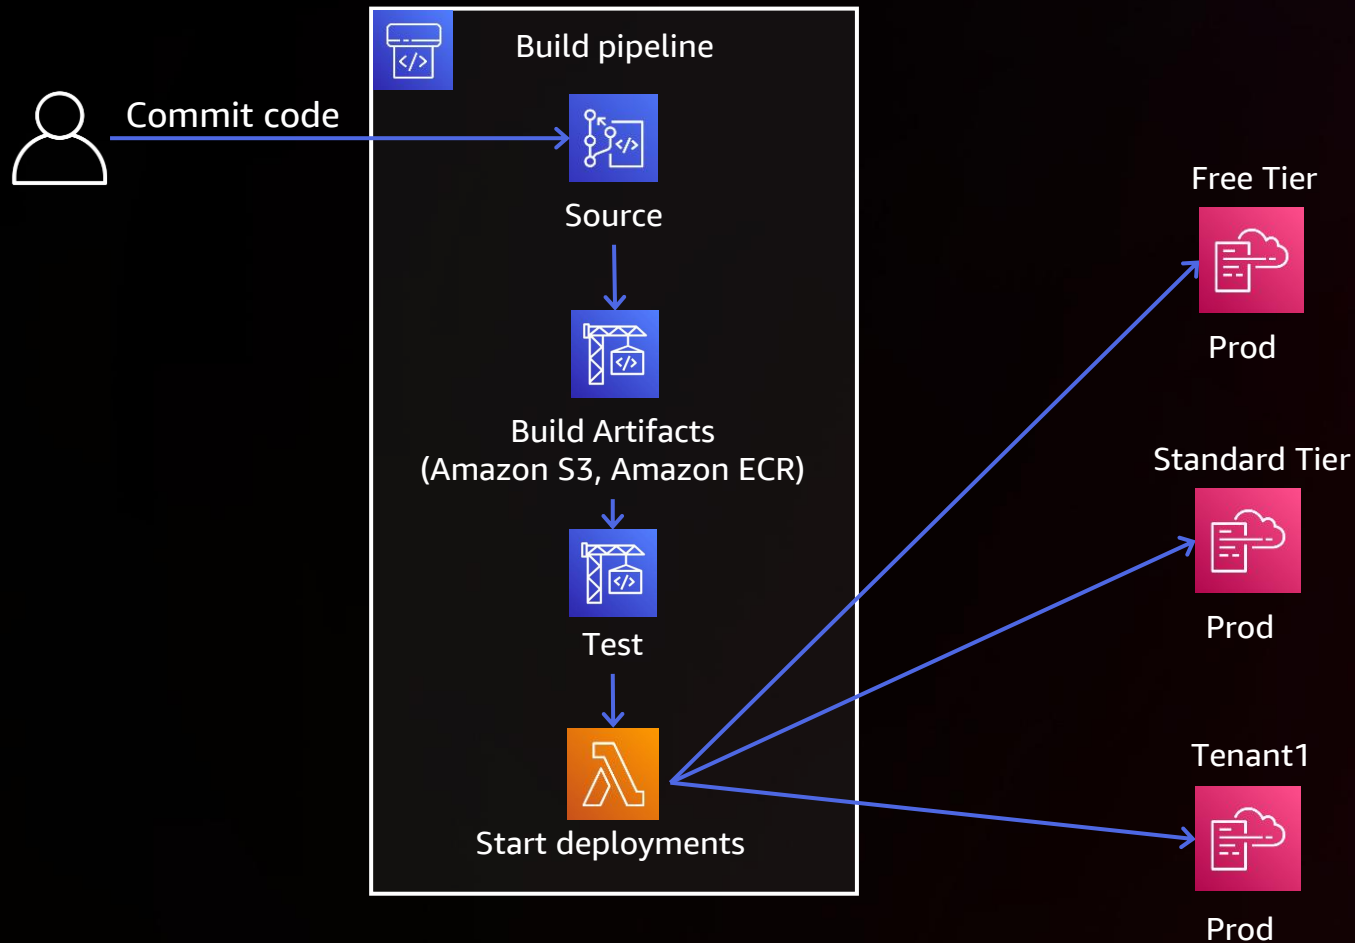 Build pipeline
Commit code
Source
Build Artifacts
(Amazon S3, Amazon ECR)
Test
Start deployments
Free Tier
Prod
Standard Tier
Prod
Tenant1
Prod